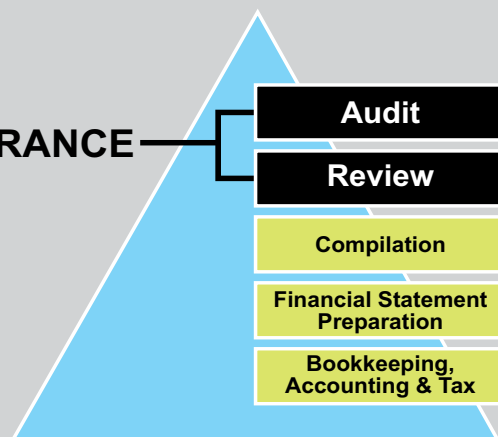 RANCE
Audit
Review
Compilation
Financial Statement
Preparation
Bookkeeping,
Accounting & Tax